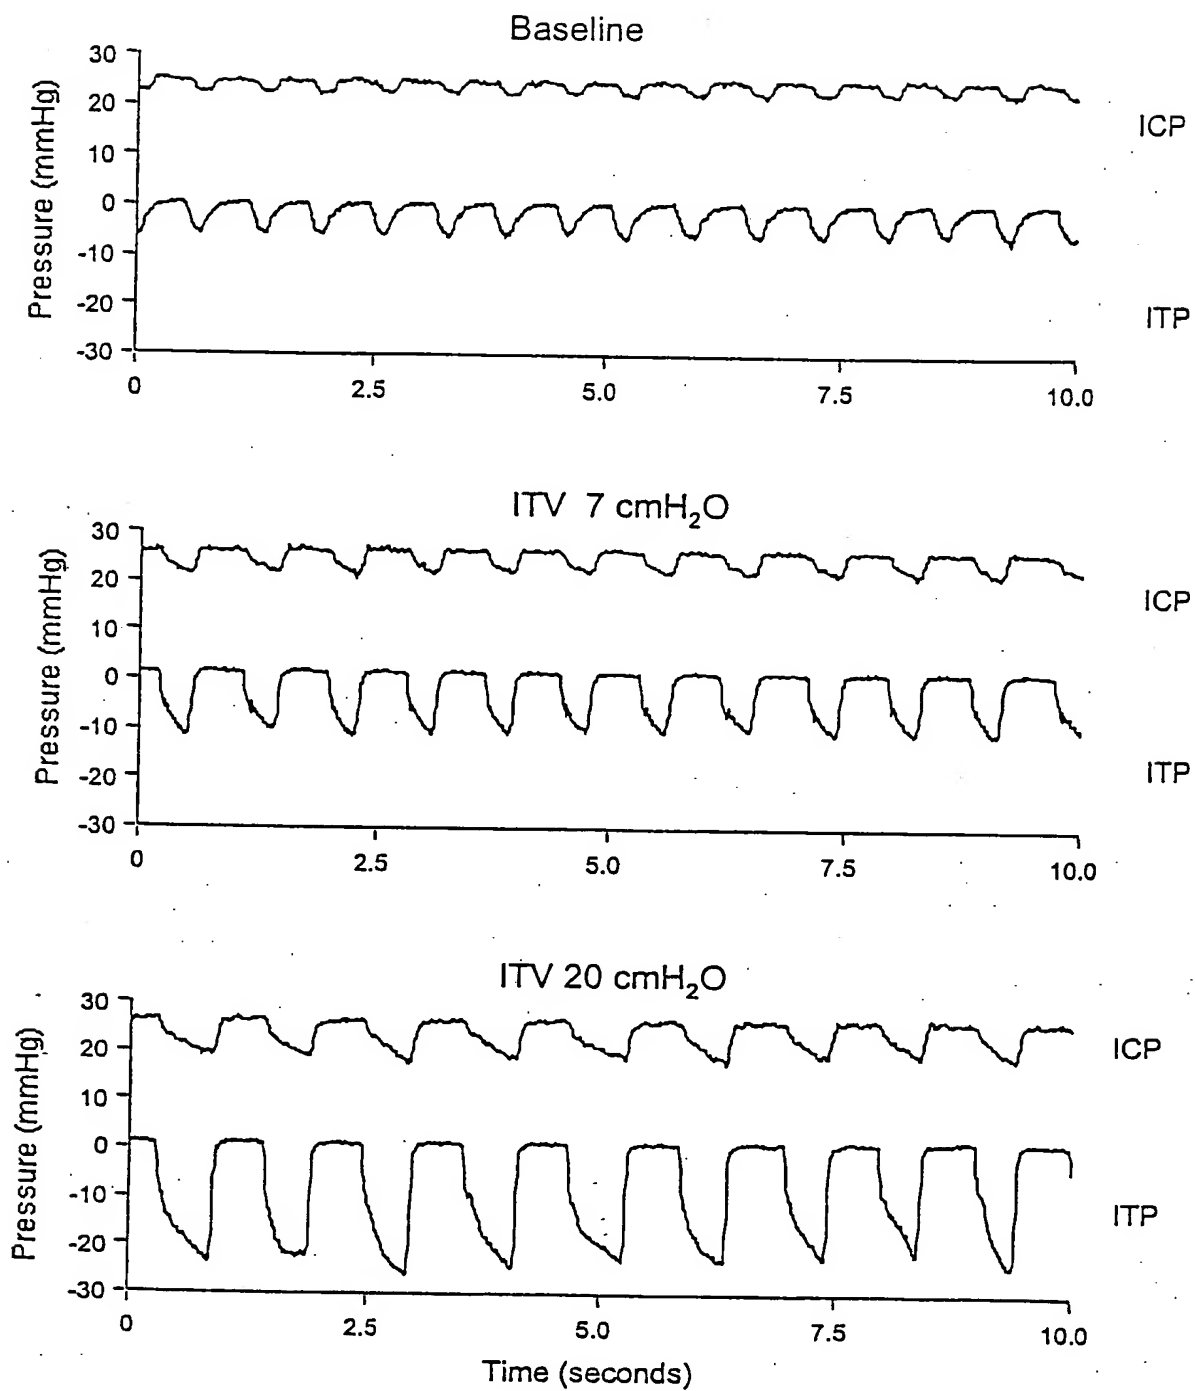 Baseline
Pressure (mmHg)
30
20
10
0
-10
-20
-30
0
2.5
5.0
7.5
10.0
ICP
ITP
ITV 7 cmH₂O
Pressure (mmHg)
30
20
10
0
-10
-20
-30
0
2.5
5.0
7.5
10.0
ICP
ITP
ITV 20 cmH₂O
Pressure (mmHg)
30
20
10
0
-10
-20
-30
0
2.5
5.0
7.5
10.0
ICP
ITP
Time (seconds)